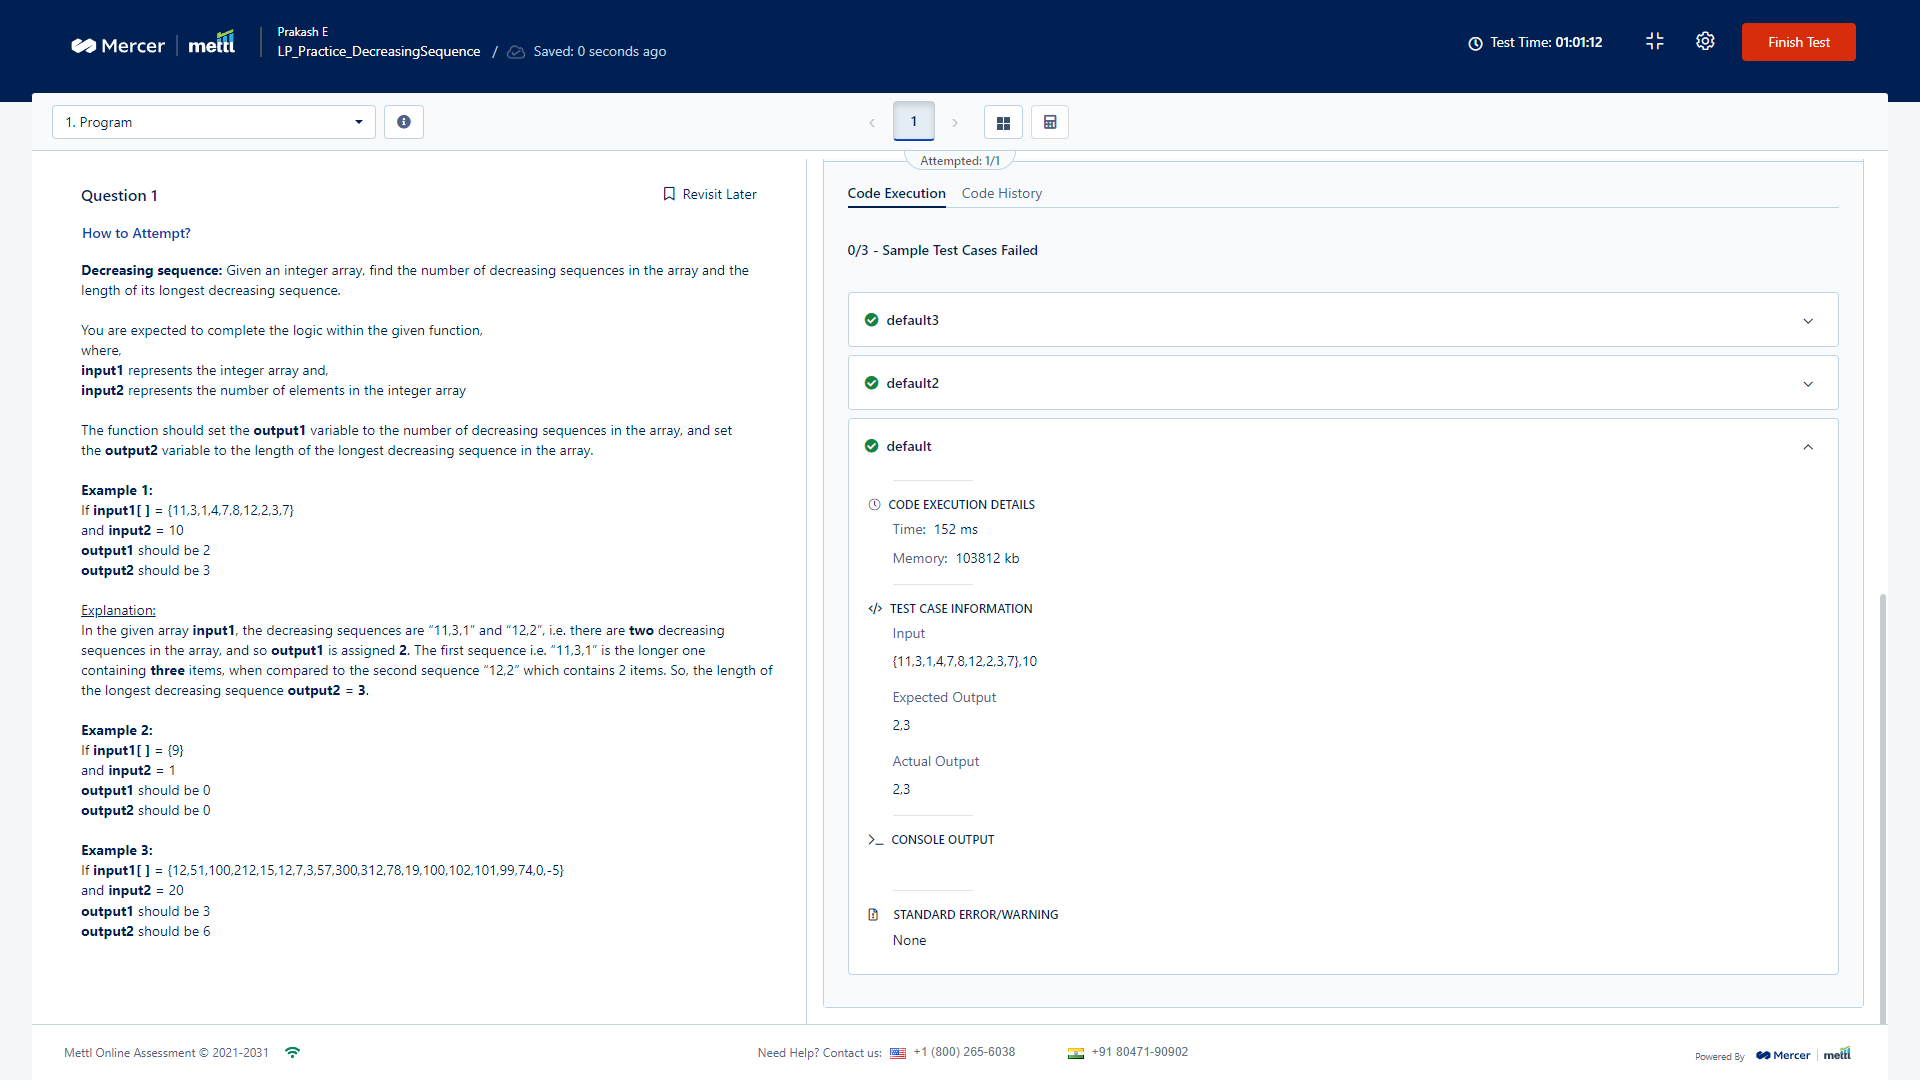 Mercer | mettl
Prakash E
LP_Practice_DecreasingSequence / Saved: 0 seconds ago
Test Time: 01:01:12
Finish Test
1. Program
1
Attempted: 1/1
Question 1
Revisit Later
How to Attempt?
Decreasing sequence: Given an integer array, find the number of decreasing sequences in the array and the
length of its longest decreasing sequence.
You are expected to complete the logic within the given function,
where,
input1 represents the integer array and,
input2 represents the number of elements in the integer array
The function should set the output1 variable to the number of decreasing sequences in the array, and set
the output2 variable to the length of the longest decreasing sequence in the array.
Example 1:
If input1[ ] = {11,3,1,4,7,8,12,2,3,7}
and input2 = 10
output1 should be 2
output2 should be 3
Explanation:
In the given array input1, the decreasing sequences are “11,3,1” and “12,2”, i.e. there are two decreasing
sequences in the array, and so output1 is assigned 2. The first sequence i.e. “11,3,1” is the longer one
containing three items, when compared to the second sequence “12,2” which contains 2 items. So, the length of
the longest decreasing sequence output2 = 3.
Example 2:
If input1[ ] = {9}
and input2 = 1
output1 should be 0
output2 should be 0
Example 3:
If input1[ ] = {12,51,100,212,15,12,7,3,57,300,312,78,19,100,102,101,99,74,0,-5}
and input2 = 20
output1 should be 3
output2 should be 6
Code Execution
Code History
0/3 - Sample Test Cases Failed
default3
default2
default
CODE EXECUTION DETAILS
Time: 152 ms
Memory: 103812 kb
</> TEST CASE INFORMATION
Input
{11,3,1,4,7,8,12,2,3,7},10
Expected Output
2,3
Actual Output
2,3
>_ CONSOLE OUTPUT
STANDARD ERROR/WARNING
None
Mettl Online Assessment © 2021-2031
Need Help? Contact us: +1 (800) 265-6038
+91 80471-90902
Powered By Mercer | mettl